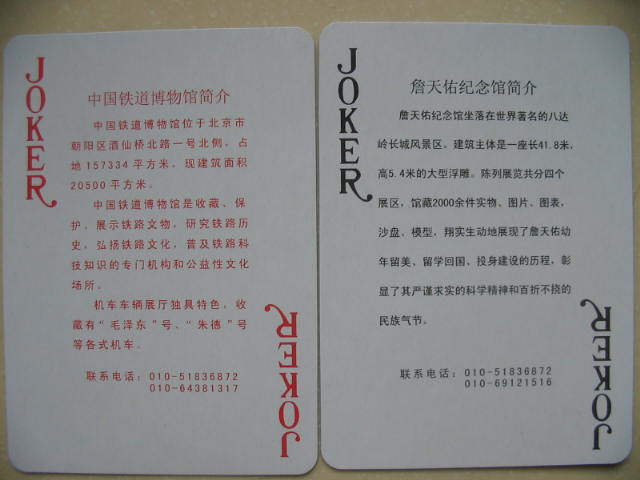 JOKER
中国铁道博物馆简介
中国铁道博物馆位于北京市
朝阳区酒仙桥北路一号北侧，占
地157334平方米，现建筑面积
20500平方米。
中国铁道博物馆是收藏、保
护，展示铁路文物，研究铁路历
史，弘扬铁路文化，普及铁路科
技知识的专门机构和公益性文化
场所。
机车车辆展厅独具特色，收
藏有“毛泽东”号、“朱德”号
等各式机车。
联系电话：010-51836872
010-64381317
JOKER
JOKER
詹天佑纪念馆简介
詹天佑纪念馆坐落在世界著名的八达
岭长城风景区，建筑主体是一座长41.8米，
高5.4米的大型浮雕。陈列展览共分四个
展区，馆藏2000余件实物、图片、图表，
沙盘、模型，翔实生动地展现了詹天佑幼
年留美、留学回国、投身建设的历程，彰
显了其严谨求实的科学精神和百折不挠的
民族气节。
联系电话：010-51836872
010-69121516
JOKER